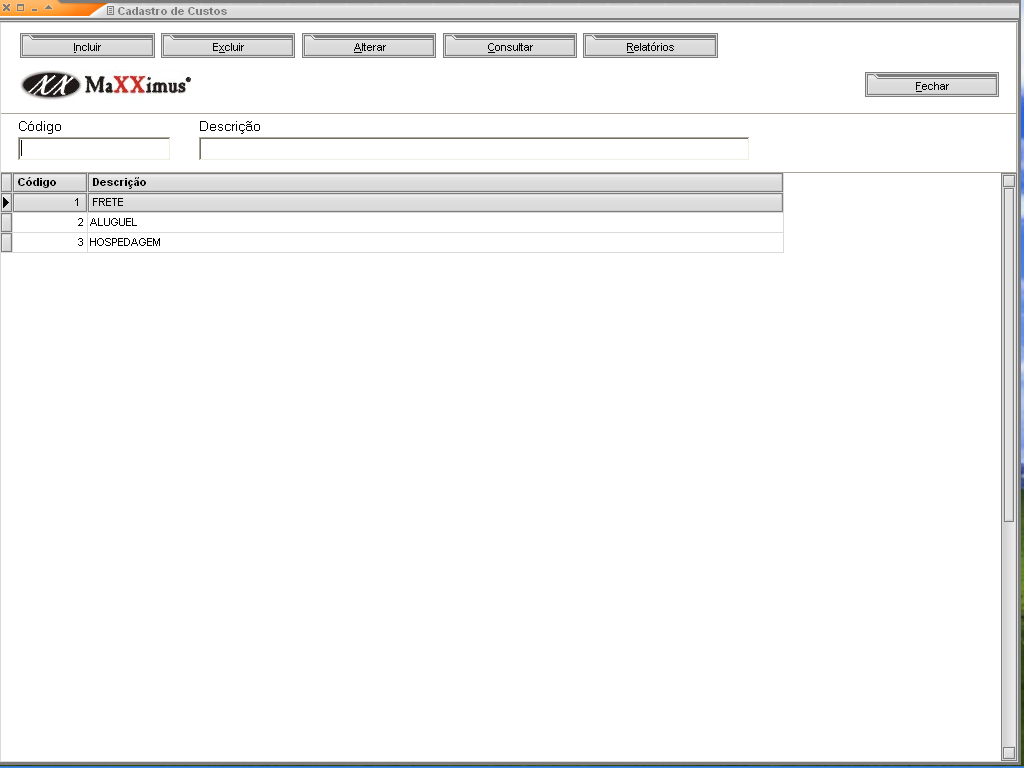 Cadastro de Custos
Incluir Excluir Alterar Consultar Relatórios
XX MaXXimus
Fechar
Código Descrição
Código Descrição
1 FRETE
2 ALUGUEL
3 HOSPEDAGEM